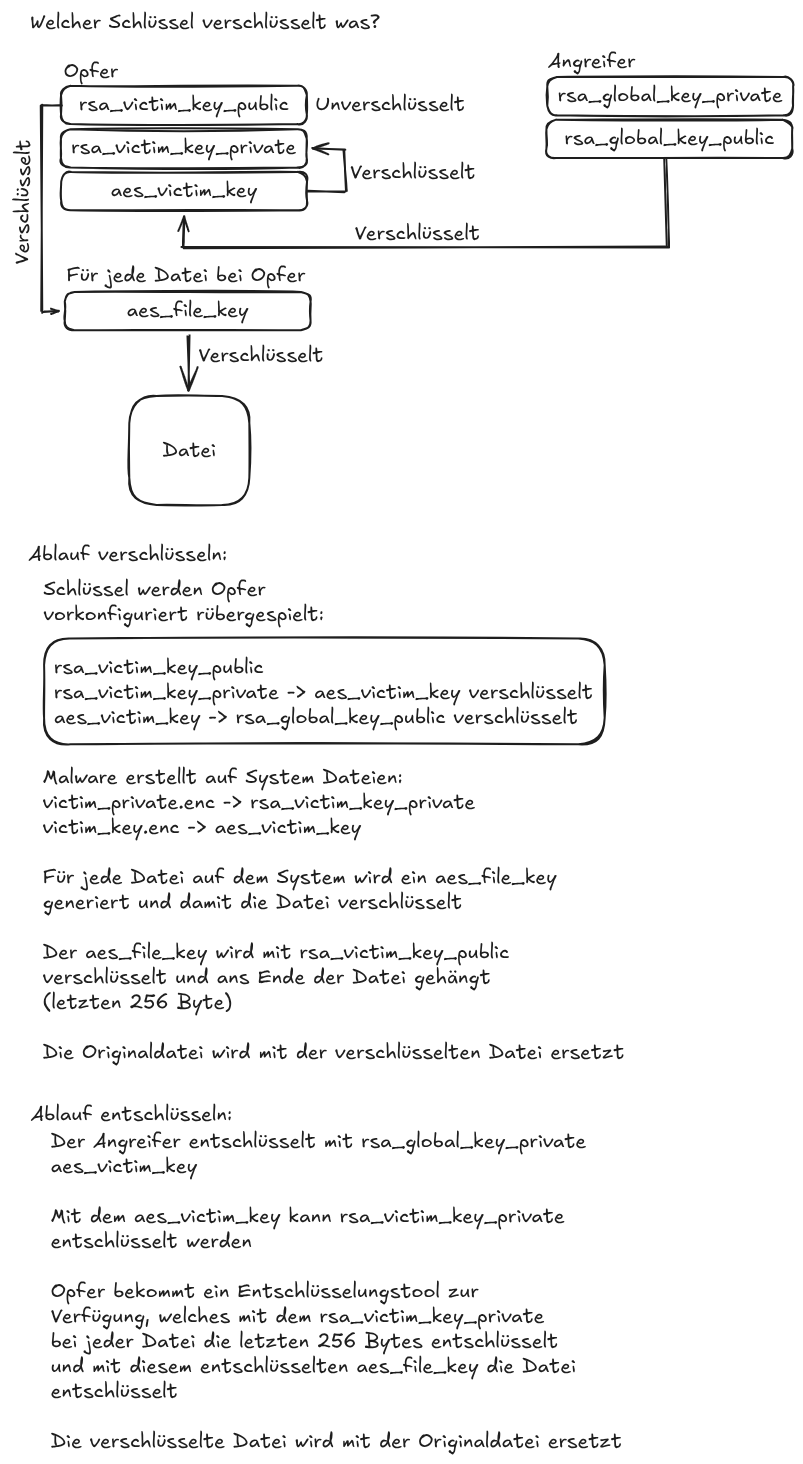 Welcher Schlüssel verschlüsselt was?
Opfer
rsa_victim_key_public
Unverschlüsselt
rsa_victim_key_private
aes_victim_key
Verschlüsselt
Angreifer
rsa_global_key_private
rsa_global_key_public
Verschlüsselt
Verschlüsselt
Für jede Datei bei Opfer
aes_file_key
Verschlüsselt
Datei
Ablauf verschlüsseln:
Schlüssel werden Opfer
vorkonfiguriert rübergespielt:
rsa_victim_key_public
rsa_victim_key_private -> aes_victim_key verschlüsselt
aes_victim_key -> rsa_global_key_public verschlüsselt
Malware erstellt auf System Dateien:
victim_private.enc -> rsa_victim_key_private
victim_key.enc -> aes_victim_key
Für jede Datei auf dem System wird ein aes_file_key
generiert und damit die Datei verschlüsselt
Der aes_file_key wird mit rsa_victim_key_public
verschlüsselt und ans Ende der Datei gehängt
(letzten 256 Byte)
Die Originaldatei wird mit der verschlüsselten Datei ersetzt
Ablauf entschlüsseln:
Der Angreifer entschlüsselt mit rsa_global_key_private
aes_victim_key
Mit dem aes_victim_key kann rsa_victim_key_private
entschlüsselt werden
Opfer bekommt ein Entschlüsselungstool zur
Verfügung, welches mit dem rsa_victim_key_private
bei jeder Datei die letzten 256 Bytes entschlüsselt
und mit diesem entschlüsselten aes_file_key die Datei
entschlüsselt
Die verschlüsselte Datei wird mit der Originaldatei ersetzt